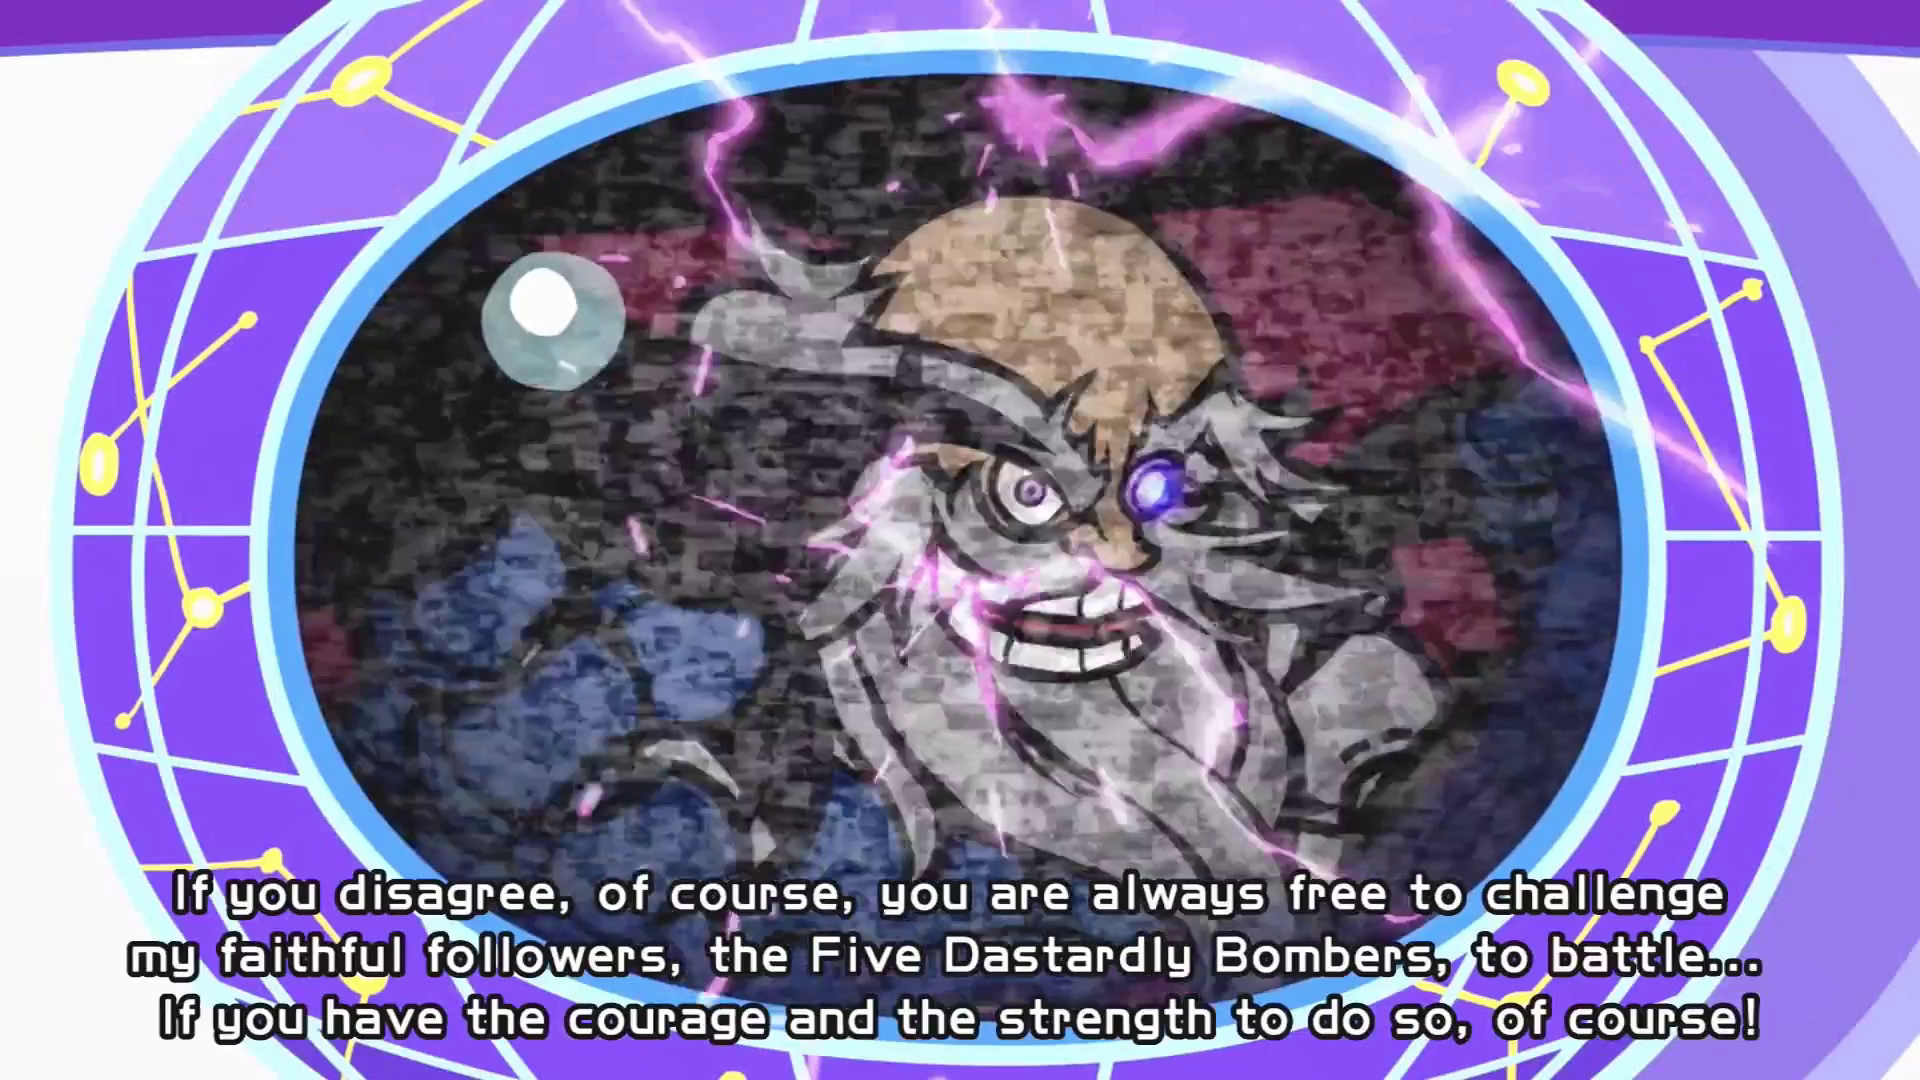 If you disagree, of course, you are always free to challenge
my faithful followers, the Five Dastardly Bombers, to battle...
If you have the courage and the strength to do so, of course!